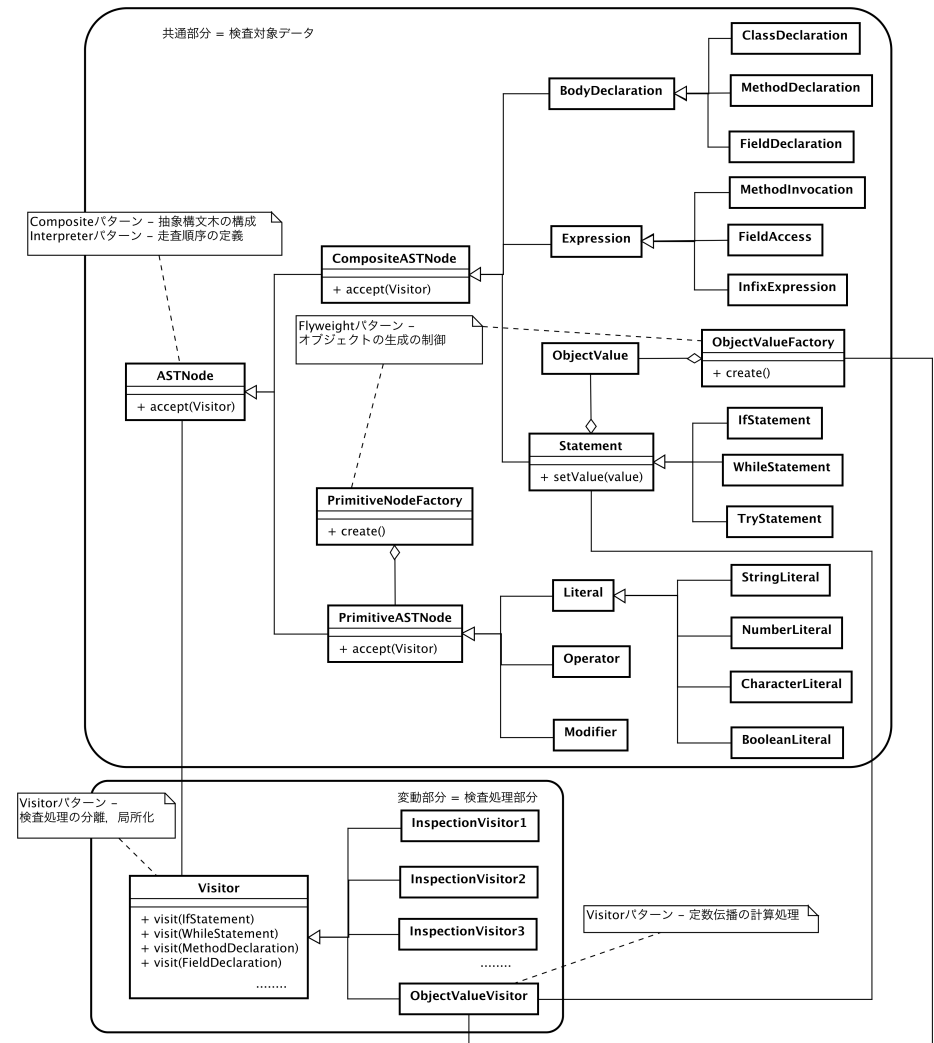 共通部分 = 検査対象データ
ClassDeclaration
BodyDeclaration
MethodDeclaration
FieldDeclaration
MethodInvocation
Compositeパターン – 抽象構文木の構成
Interpreterパターン – 走査順序の定義
Expression
FieldAccess
CompositeASTNode
+ accept(Visitor)
InfixExpression
Flyweightパターン –
オブジェクトの生成の制御
ObjectValueFactory
+ create()
ObjectValue
ASTNode
+ accept(Visitor)
IfStatement
Statement
+ setValue(value)
WhileStatement
PrimitiveNodeFactory
+ create()
TryStatement
StringLiteral
Literal
PrimitiveASTNode
+ accept(Visitor)
NumberLiteral
Operator
CharacterLiteral
Modifier
BooleanLiteral
Visitorパターン –
検査処理の分離，局所化
変動部分 = 検査処理部分
InspectionVisitor1
InspectionVisitor2
Visitor
+ visit(IfStatement)
+ visit(WhileStatement)
+ visit(MethodDeclaration)
+ visit(FieldDeclaration)
........
InspectionVisitor3
........
Visitorパターン – 定数伝播の計算処理
ObjectValueVisitor